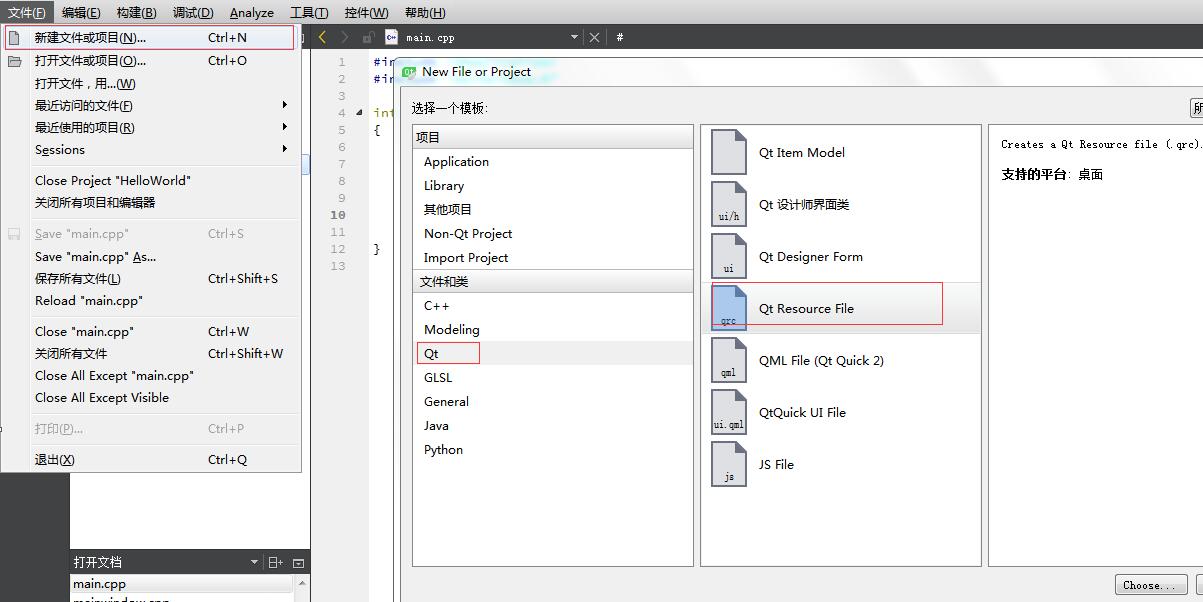 文件(F) 编辑(E) 构建(B) 调试(D) Analyze 工具(T) 控件(W) 帮助(H)
新建文件或项目(N)... Ctrl+N
打开文件或项目(O)... Ctrl+O
打开文件，用...(W)
最近访问的文件(F)
最近使用的项目(R)
Sessions
Close Project "HelloWorld"
关闭所有项目和编辑器
Save "main.cpp" Ctrl+S
Save "main.cpp" As...
保存所有文件(L) Ctrl+Shift+S
Reload "main.cpp"
Close "main.cpp" Ctrl+W
关闭所有文件 Ctrl+Shift+W
Close All Except "main.cpp"
Close All Except Visible
打印(P)... Ctrl+P
退出(X) Ctrl+Q
打开文档
main.cpp
mainwindow.cpp
main.cpp #
1 #in
2 #in
3
4 int
5 {
6
7
8
9
10
11
12 }
13
New File or Project
选择一个模板:
所
项目
Application
Library
其他项目
Non-Qt Project
Import Project
文件和类
C++
Modeling
Qt
GLSL
General
Java
Python
Qt Item Model
ui/h Qt 设计师界面类
ui Qt Designer Form
qrc Qt Resource File
qml QML File (Qt Quick 2)
ui.qml QtQuick UI File
js JS File
Creates a Qt Resource file (.qrc).
支持的平台: 桌面
Choose...